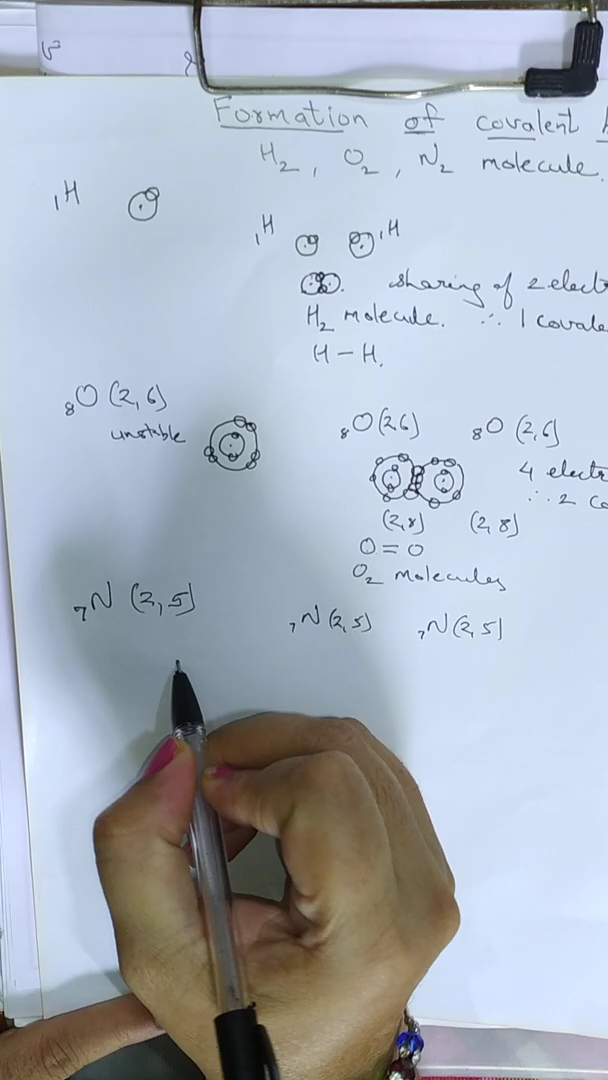 Formation of covalent
H2, O2, N2 molecule.
1H
1H 1H
sharing of 2 elect
H2 molecule. ∴ 1 covale
H – H.
8O (2,6)
unstable
8O(2,6) 8O (2,6)
4 elect
∴ 2 co
(2,8) (2,8)
O = O
O2 molecules
7N (2,5)
7N (2,5) 7N(2,5)